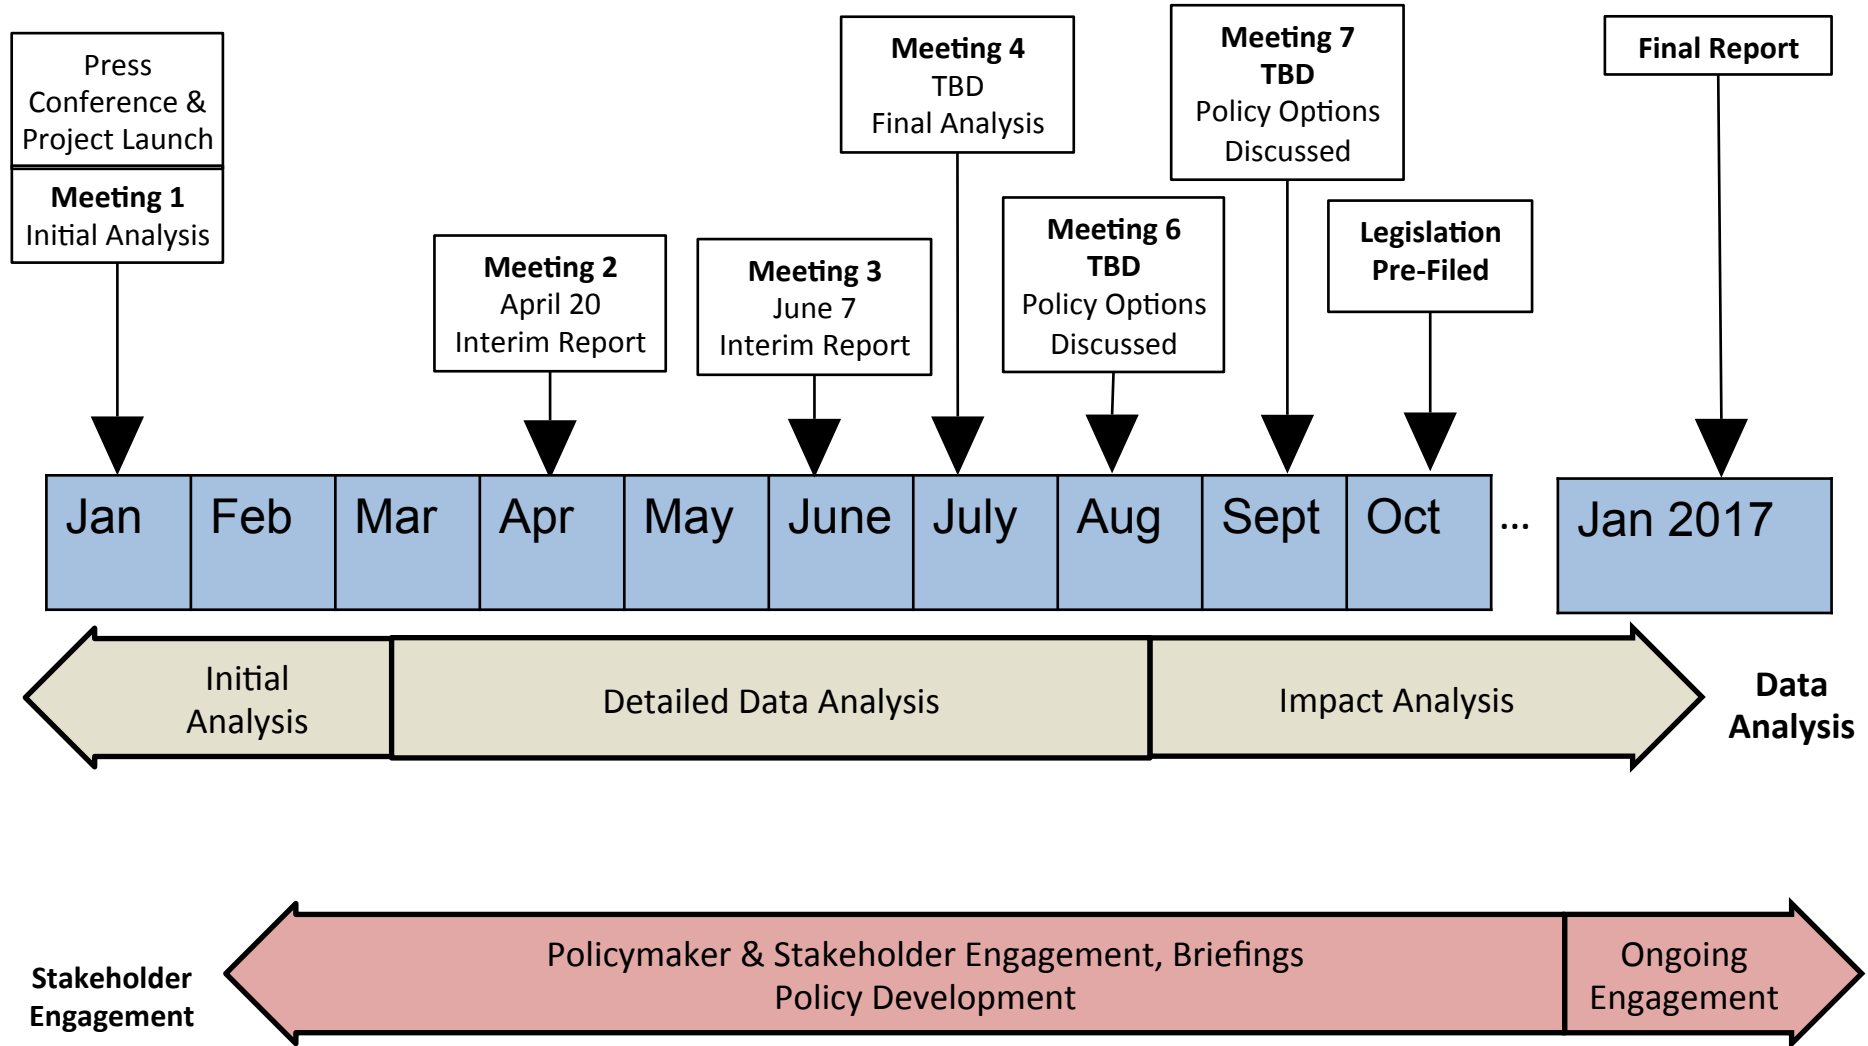 Press
Conference &
Project Launch
Meeting 1
Initial Analysis
Meeting 2
April 20
Interim Report
Meeting 3
June 7
Interim Report
Meeting 4
TBD
Final Analysis
Meeting 6
TBD
Policy Options
Discussed
Meeting 7
TBD
Policy Options
Discussed
Legislation
Pre-Filed
Final Report
Jan
Feb
Mar
Apr
May
June
July
Aug
Sept
Oct
...
Jan 2017
Initial
Analysis
Detailed Data Analysis
Impact Analysis
Data
Analysis
Stakeholder
Engagement
Policymaker & Stakeholder Engagement, Briefings
Policy Development
Ongoing
Engagement